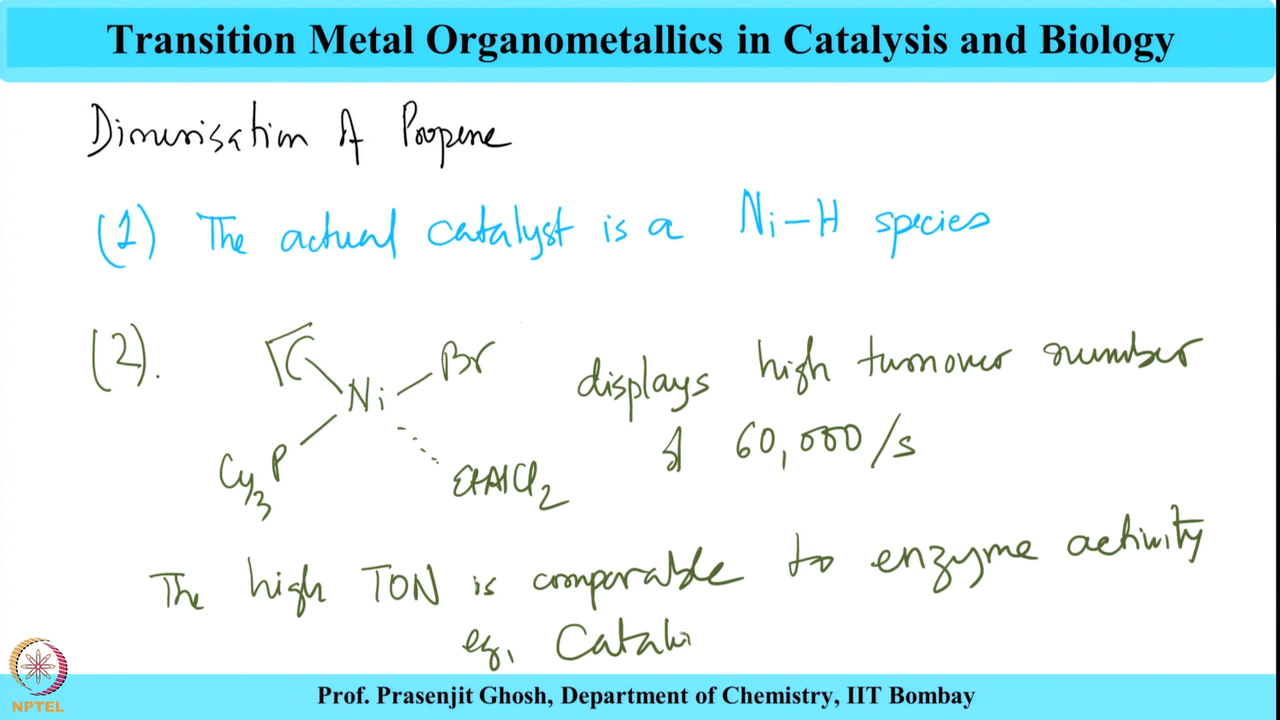 Transition Metal Organometallics in Catalysis and Biology
Dimerisation of Propene
(1) The actual catalyst is a Ni-H species
(2). Ni Br displays high turnover number
Cy3P EtAlCl2 of 60,000/s
The high TON is comparable to enzyme activity
eg, Catal
Prof. Prasenjit Ghosh, Department of Chemistry, IIT Bombay
NPTEL